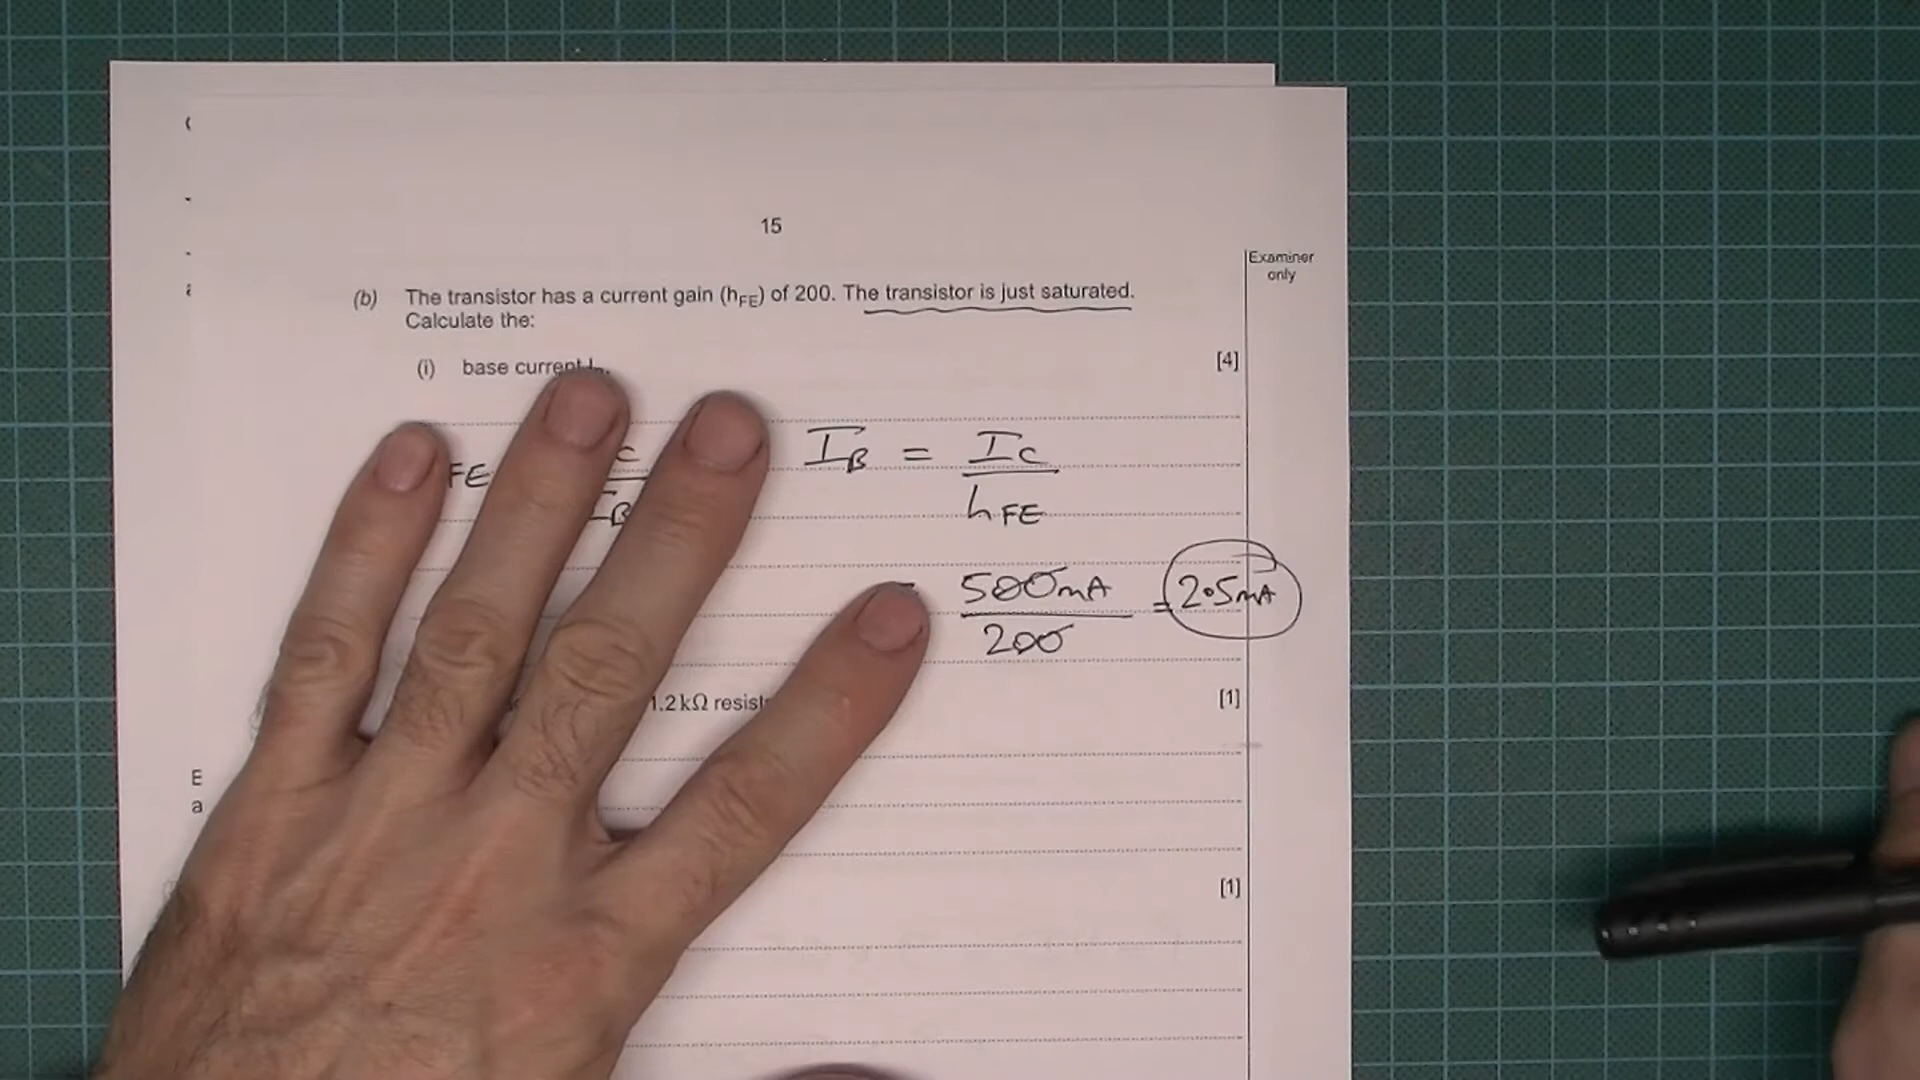 15
Examiner
only
(b) The transistor has a current gain (hFE) of 200. The transistor is just saturated.
Calculate the:
(i) base current
[4]
FE
C
B
IB = IC
hFE
= 500mA
200
= 2.5mA
1.2 kΩ
[1]
E
a
[1]